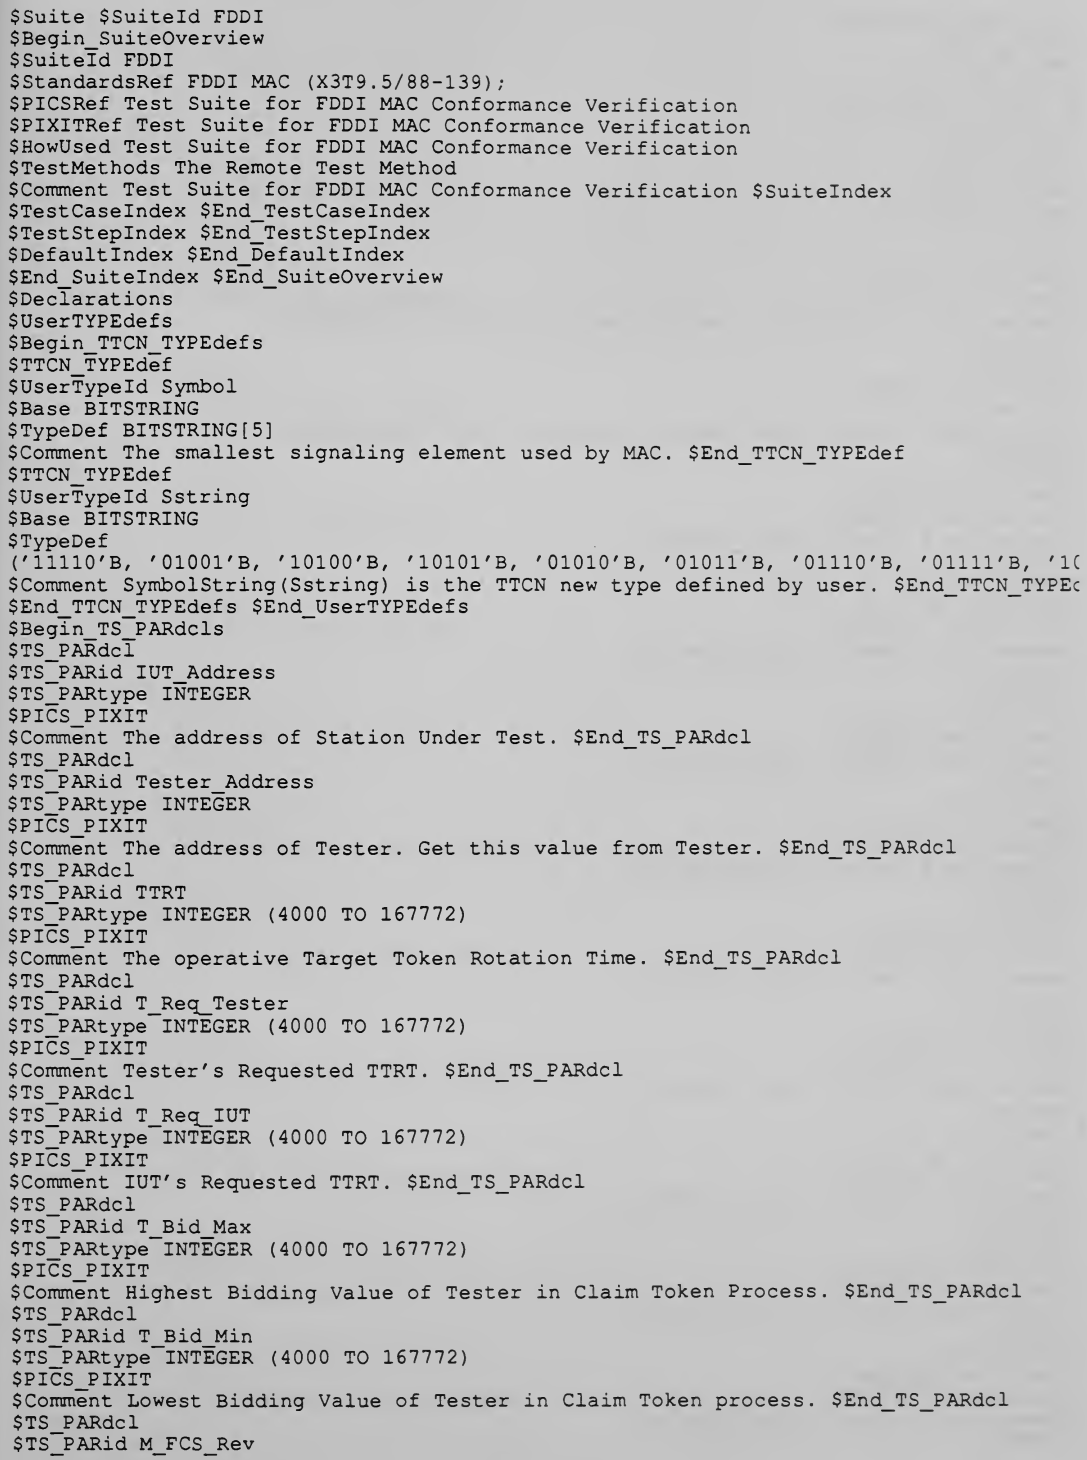 $Suite $SuiteId FDDI
$Begin_SuiteOverview
$SuiteId FDDI
$StandardsRef FDDI MAC (X3T9.5/88-139);
$PICSRef Test Suite for FDDI MAC Conformance Verification
$PIXITRef Test Suite for FDDI MAC Conformance Verification
$HowUsed Test Suite for FDDI MAC Conformance Verification
$TestMethods The Remote Test Method
$Comment Test Suite for FDDI MAC Conformance Verification $SuiteIndex
$TestCaseIndex $End_TestCaseIndex
$TestStepIndex $End_TestStepIndex
$DefaultIndex $End_DefaultIndex
$End_SuiteIndex $End_SuiteOverview
$Declarations
$UserTYPEdefs
$Begin_TTCN_TYPEdefs
$TTCN_TYPEdef
$UserTypeId Symbol
$Base BITSTRING
$TypeDef BITSTRING[5]
$Comment The smallest signaling element used by MAC. $End_TTCN_TYPEdef
$TTCN_TYPEdef
$UserTypeId Sstring
$Base BITSTRING
$TypeDef
('11110'B, '01001'B, '10100'B, '10101'B, '01010'B, '01011'B, '01110'B, '01111'B, '10
$Comment SymbolString(Sstring) is the TTCN new type defined by user. $End_TTCN_TYPE
$End_TTCN_TYPEdefs $End_UserTYPEdefs
$Begin_TS_PARdcls
$TS_PARdcl
$TS_PARid IUT_Address
$TS_PARtype INTEGER
$PICS_PIXIT
$Comment The address of Station Under Test. $End_TS_PARdcl
$TS_PARdcl
$TS_PARid Tester_Address
$TS_PARtype INTEGER
$PICS_PIXIT
$Comment The address of Tester. Get this value from Tester. $End_TS_PARdcl
$TS_PARdcl
$TS_PARid TTRT
$TS_PARtype INTEGER (4000 TO 167772)
$PICS_PIXIT
$Comment The operative Target Token Rotation Time. $End_TS_PARdcl
$TS_PARdcl
$TS_PARid T_Req_Tester
$TS_PARtype INTEGER (4000 TO 167772)
$PICS_PIXIT
$Comment Tester's Requested TTRT. $End_TS_PARdcl
$TS_PARdcl
$TS_PARid T_Req_IUT
$TS_PARtype INTEGER (4000 TO 167772)
$PICS_PIXIT
$Comment IUT's Requested TTRT. $End_TS_PARdcl
$TS_PARdcl
$TS_PARid T_Bid_Max
$TS_PARtype INTEGER (4000 TO 167772)
$PICS_PIXIT
$Comment Highest Bidding Value of Tester in Claim Token Process. $End_TS_PARdcl
$TS_PARdcl
$TS_PARid T_Bid_Min
$TS_PARtype INTEGER (4000 TO 167772)
$PICS_PIXIT
$Comment Lowest Bidding Value of Tester in Claim Token process. $End_TS_PARdcl
$TS_PARdcl
$TS_PARid M_FCS_Rev